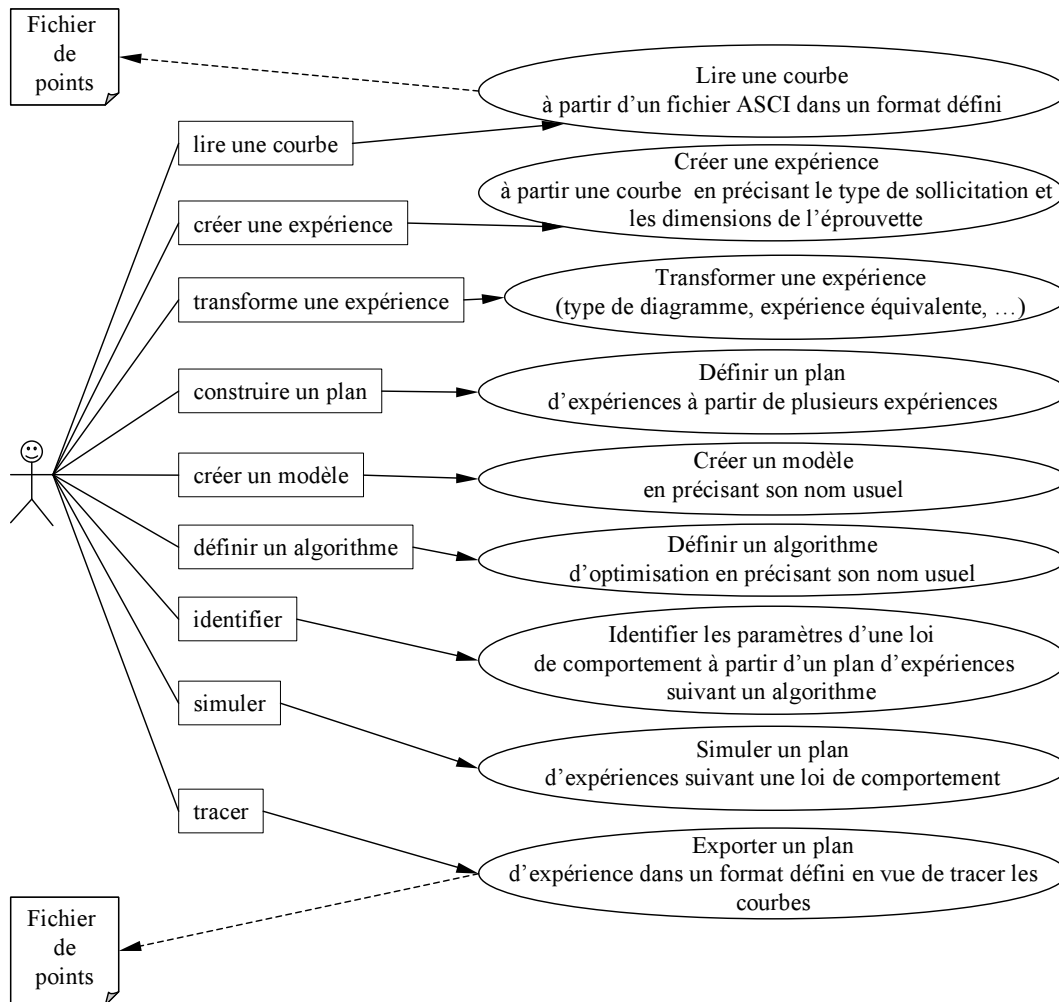 Fichier
de
points
Lire une courbe
à partir d'un fichier ASCI dans un format défini
lire une courbe
Créer une expérience
à partir une courbe en précisant le type de sollicitation et
les dimensions de l'éprouvette
créer une expérience
Transformer une expérience
(type de diagramme, expérience équivalente, …)
transforme une expérience
Définir un plan
d'expériences à partir de plusieurs expériences
construire un plan
Créer un modèle
en précisant son nom usuel
créer un modèle
Définir un algorithme
d'optimisation en précisant son nom usuel
définir un algorithme
identifier
Identifier les paramètres d'une loi
de comportement à partir d'un plan d'expériences
suivant un algorithme
simuler
Simuler un plan
d'expériences suivant une loi de comportement
tracer
Exporter un plan
d'expérience dans un format défini en vue de tracer les
courbes
Fichier
de
points